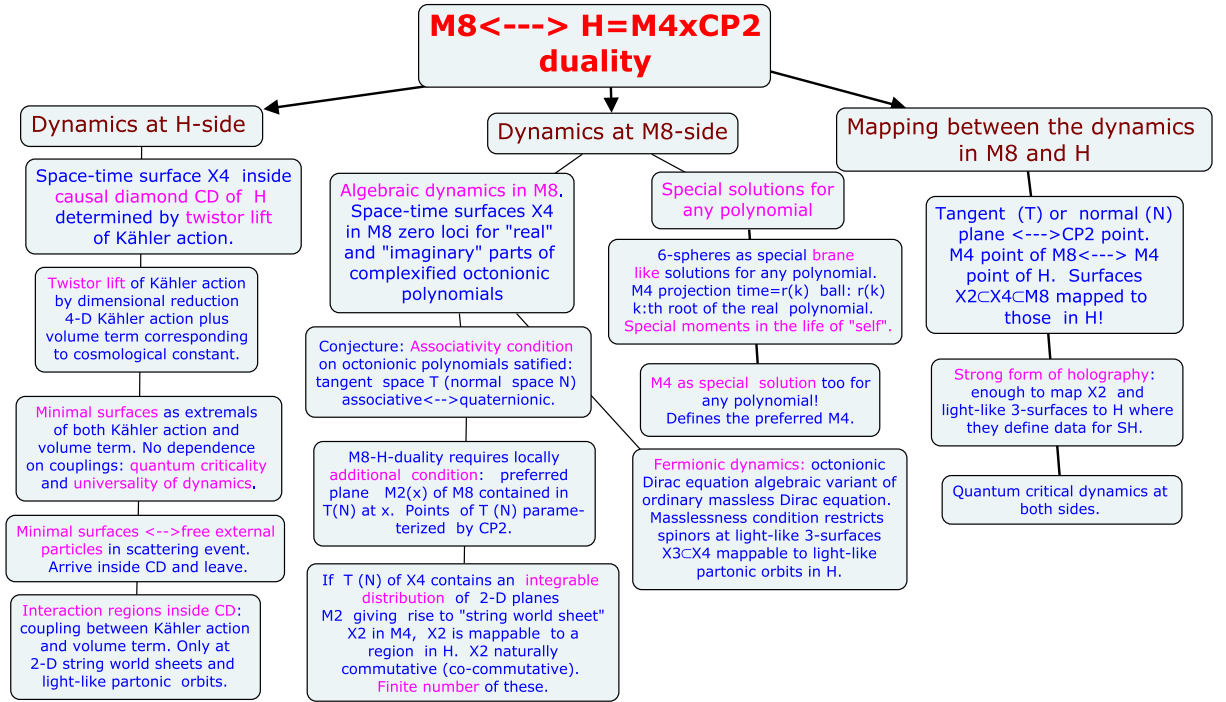 M8<---> H=M4xCP2
duality
Dynamics at H-side
Space-time surface X4 inside
causal diamond CD of H
determined by twistor lift
of Kähler action.
Twistor lift of Kähler action
by dimensional reduction
4-D Kähler action plus
volume term corresponding
to cosmological constant.
Minimal surfaces as extremals
of both Kähler action and
volume term. No dependence
on couplings: quantum criticality
and universality of dynamics.
Minimal surfaces <-->free external
particles in scattering event.
Arrive inside CD and leave.
Interaction regions inside CD:
coupling between Kähler action
and volume term. Only at
2-D string world sheets and
light-like partonic orbits.
Dynamics at M8-side
Algebraic dynamics in M8.
Space-time surfaces X4
in M8 zero loci for "real"
and "imaginary" parts of
complexified octonionic
polynomials
Conjecture: Associativity condition
on octonionic polynomials satified:
tangent space T (normal space N)
associative<-->quaternionic.
M8-H-duality requires locally
additional condition: preferred
plane M2(x) of M8 contained in
T(N) at x. Points of T (N) parame-
terized by CP2.
If T (N) of X4 contains an integrable
distribution of 2-D planes
M2 giving rise to "string world sheet"
X2 in M4, X2 is mappable to a
region in H. X2 naturally
commutative (co-commutative).
Finite number of these.
Special solutions for
any polynomial
6-spheres as special brane
like solutions for any polynomial.
M4 projection time=r(k) ball: r(k)
k:th root of the real polynomial.
Special moments in the life of "self".
M4 as special solution too for
any polynomial!
Defines the preferred M4.
Fermionic dynamics: octonionic
Dirac equation algebraic variant of
ordinary massless Dirac equation.
Masslessness condition restricts
spinors at light-like 3-surfaces
X3⊂X4 mappable to light-like
partonic orbits in H.
Mapping between the dynamics
in M8 and H
Tangent (T) or normal (N)
plane <--->CP2 point.
M4 point of M8<---> M4
point of H. Surfaces
X2⊂X4⊂M8 mapped to
those in H!
Strong form of holography:
enough to map X2 and
light-like 3-surfaces to H where
they define data for SH.
Quantum critical dynamics at
both sides.